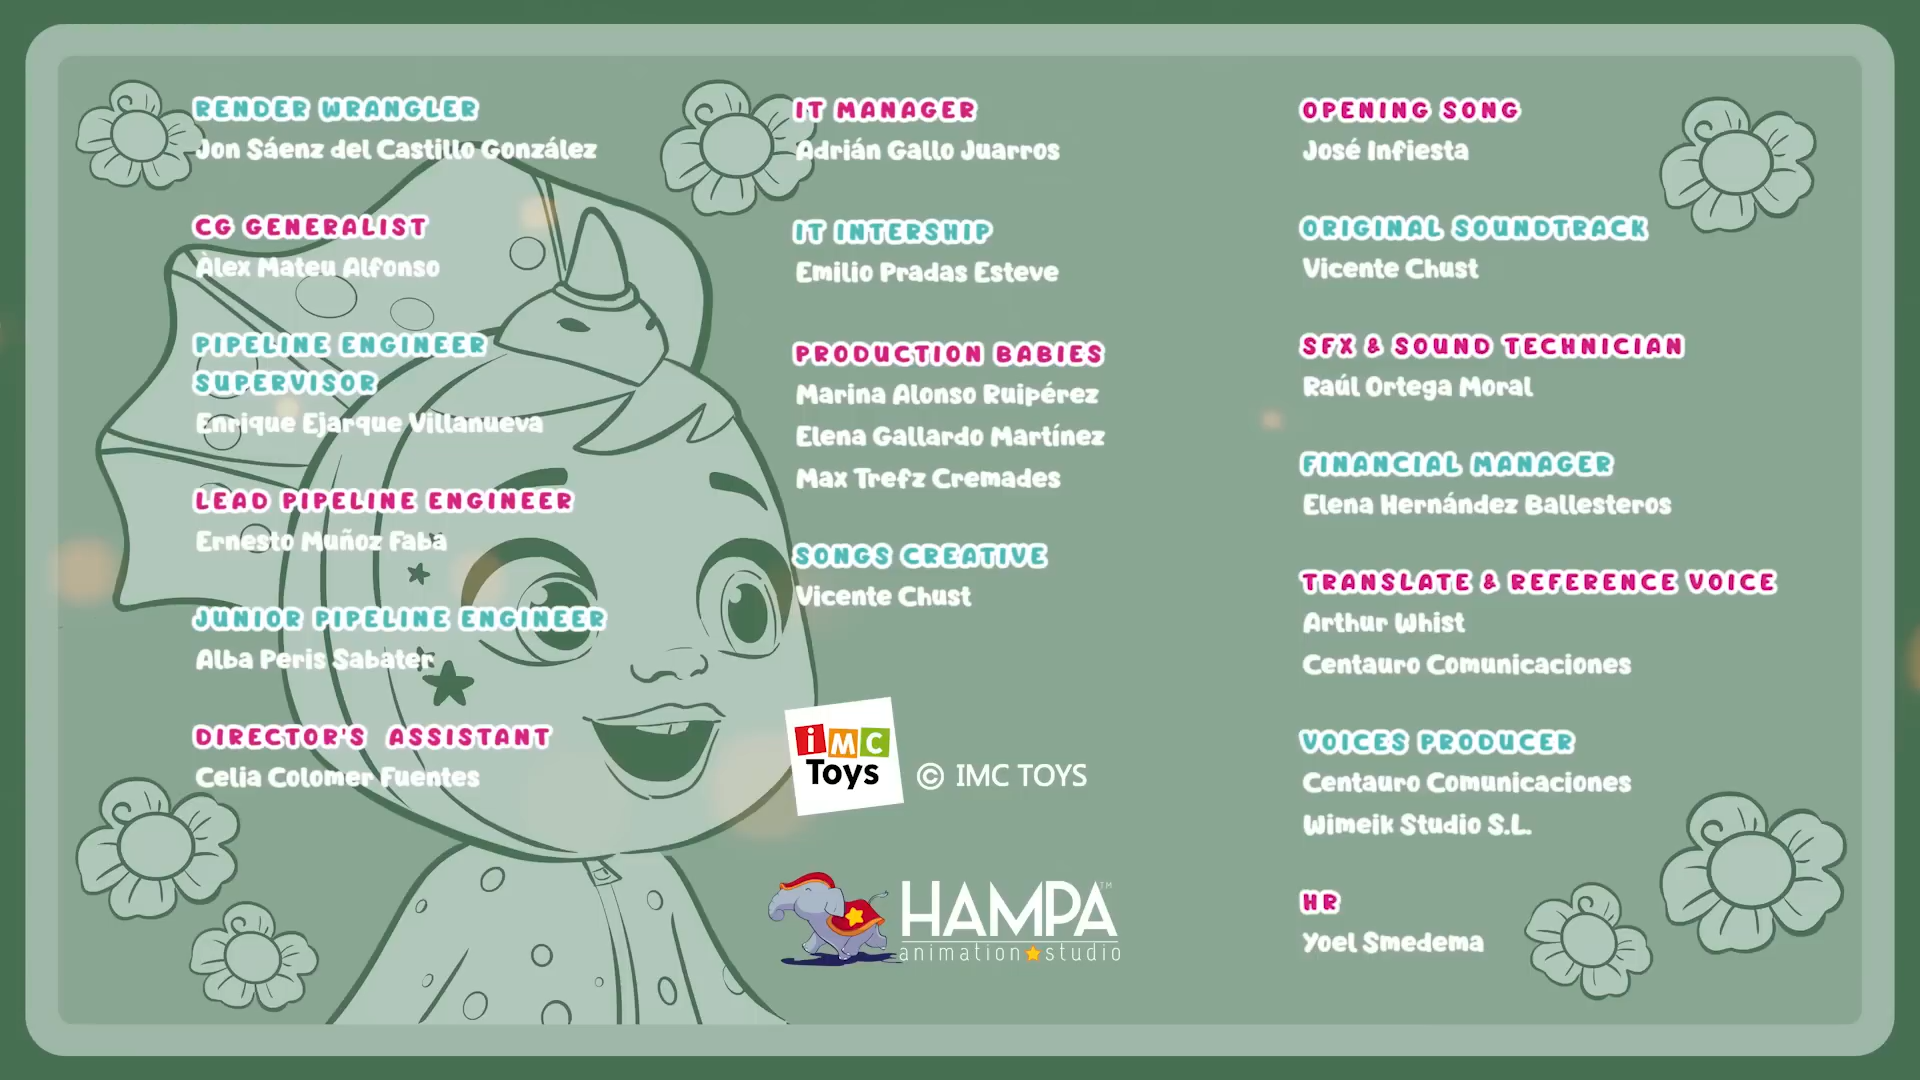 RENDER WRANGLER
Jon Sáenz del Castillo González
CG GENERALIST
Àlex Mateu Alfonso
PIPELINE ENGINEER
SUPERVISOR
Enrique Ejarque Villanueva
LEAD PIPELINE ENGINEER
Ernesto Muñoz Faba
JUNIOR PIPELINE ENGINEER
Alba Peris Sabater
DIRECTOR'S ASSISTANT
Celia Colomer Fuentes
IT MANAGER
Adrián Gallo Juarros
IT INTERSHIP
Emilio Pradas Esteve
PRODUCTION BABIES
Marina Alonso Ruipérez
Elena Gallardo Martínez
Max Trefz Cremades
SONGS CREATIVE
Vicente Chust
iMC
Toys
© IMC TOYS
HAMPA™
animation studio
OPENING SONG
José Infiesta
ORIGINAL SOUNDTRACK
Vicente Chust
SFX & SOUND TECHNICIAN
Raúl Ortega Moral
FINANCIAL MANAGER
Elena Hernández Ballesteros
TRANSLATE & REFERENCE VOICE
Arthur Whist
Centauro Comunicaciones
VOICES PRODUCER
Centauro Comunicaciones
Wimeik Studio S.L.
HR
Yoel Smedema